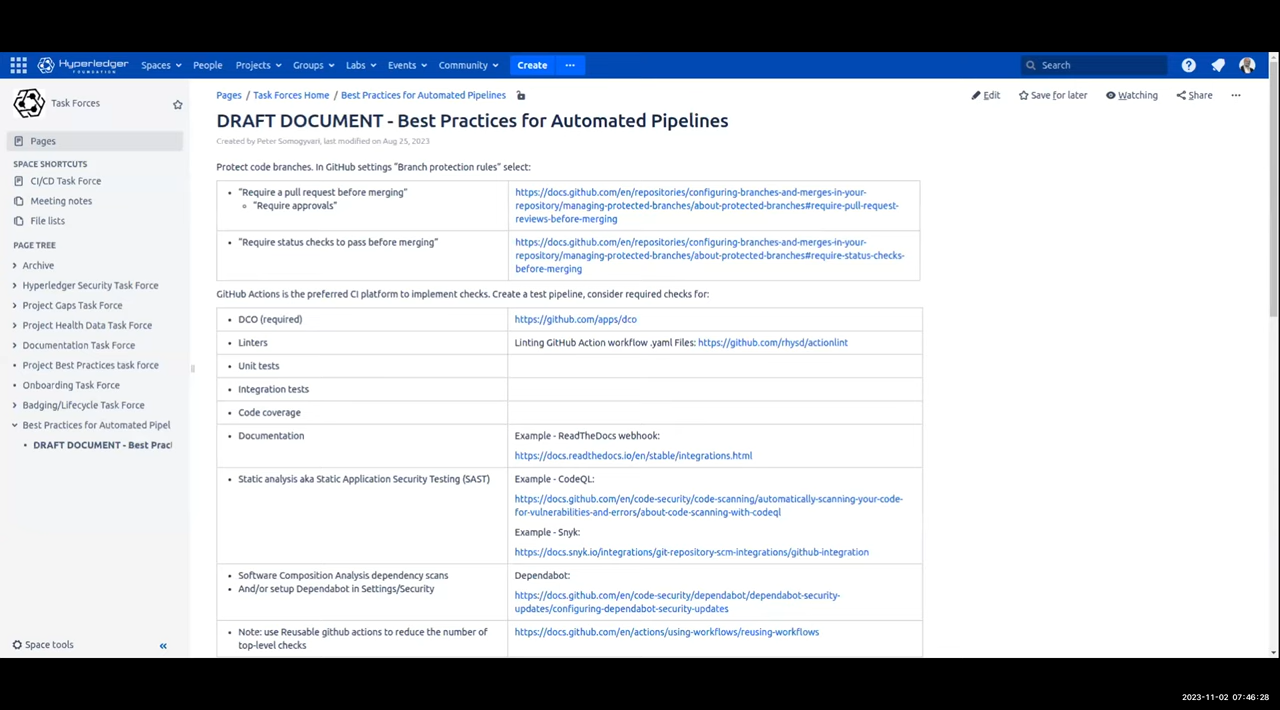 Hyperledger
FOUNDATION
Spaces People Projects Groups Labs Events Community Create ... Search
Task Forces
Pages
SPACE SHORTCUTS
CI/CD Task Force
Meeting notes
File lists
PAGE TREE
Archive
Hyperledger Security Task Force
Project Gaps Task Force
Project Health Data Task Force
Documentation Task Force
Project Best Practices task force
Onboarding Task Force
Badging/Lifecycle Task Force
Best Practices for Automated Pipel
DRAFT DOCUMENT - Best Prac
Space tools
Pages / Task Forces Home / Best Practices for Automated Pipelines
Edit Save for later Watching Share ...
DRAFT DOCUMENT - Best Practices for Automated Pipelines
Created by Peter Somogyvari, last modified on Aug 25, 2023
Protect code branches. In GitHub settings "Branch protection rules" select:
• "Require a pull request before merging"
◦ "Require approvals"
https://docs.github.com/en/repositories/configuring-branches-and-merges-in-your-
repository/managing-protected-branches/about-protected-branches#require-pull-request-
reviews-before-merging
• "Require status checks to pass before merging"
https://docs.github.com/en/repositories/configuring-branches-and-merges-in-your-
repository/managing-protected-branches/about-protected-branches#require-status-checks-
before-merging
GitHub Actions is the preferred CI platform to implement checks. Create a test pipeline, consider required checks for:
• DCO (required)
https://github.com/apps/dco
• Linters
Linting GitHub Action workflow .yaml Files: https://github.com/rhysd/actionlint
• Unit tests
• Integration tests
• Code coverage
• Documentation
Example - ReadTheDocs webhook:
https://docs.readthedocs.io/en/stable/integrations.html
• Static analysis aka Static Application Security Testing (SAST)
Example - CodeQL:
https://docs.github.com/en/code-security/code-scanning/automatically-scanning-your-code-
for-vulnerabilities-and-errors/about-code-scanning-with-codeql
Example - Snyk:
https://docs.snyk.io/integrations/git-repository-scm-integrations/github-integration
• Software Composition Analysis dependency scans
• And/or setup Dependabot in Settings/Security
Dependabot:
https://docs.github.com/en/code-security/dependabot/dependabot-security-
updates/configuring-dependabot-security-updates
• Note: use Reusable github actions to reduce the number of
top-level checks
https://docs.github.com/en/actions/using-workflows/reusing-workflows
2023-11-02 07:46:28